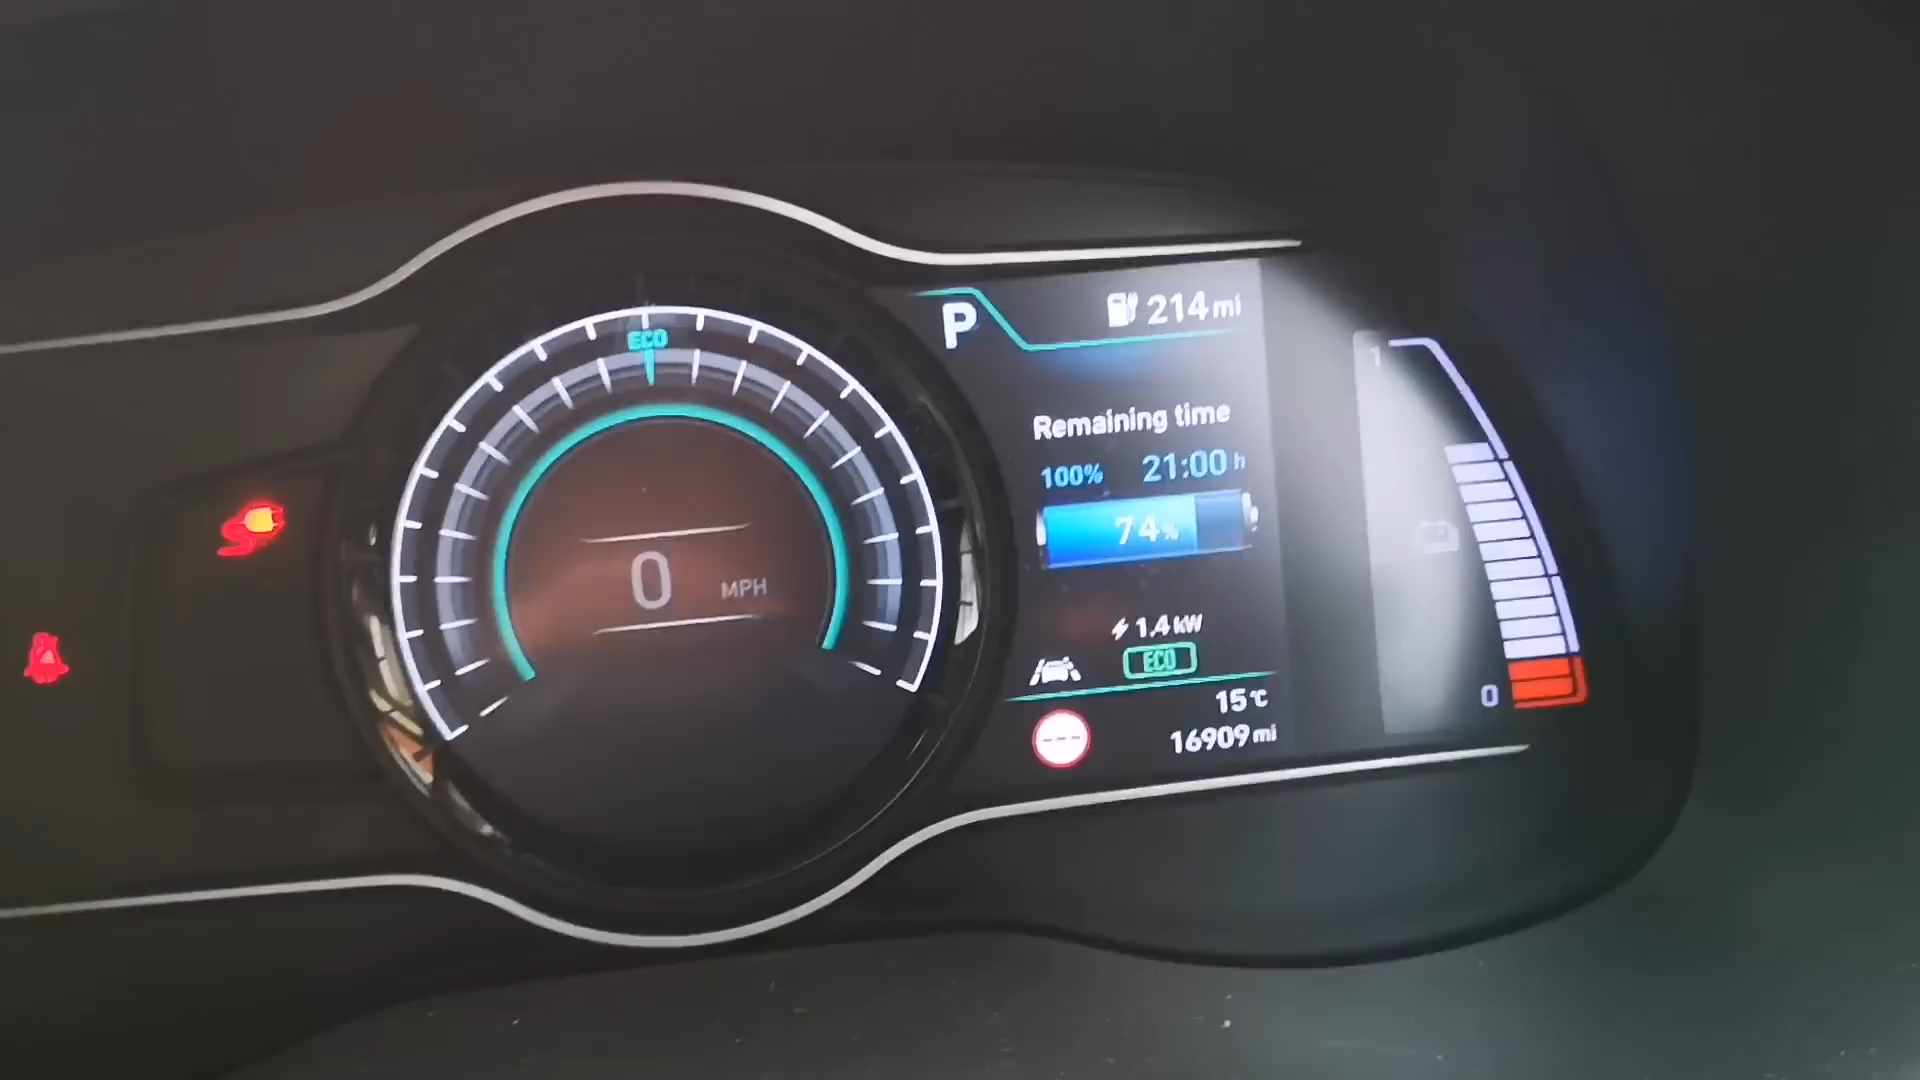 ECO
0 MPH
P
214 mi
Remaining time
100% 21:00 h
74%
1.4 kW
ECO
15°C
---
16909 mi
1
0